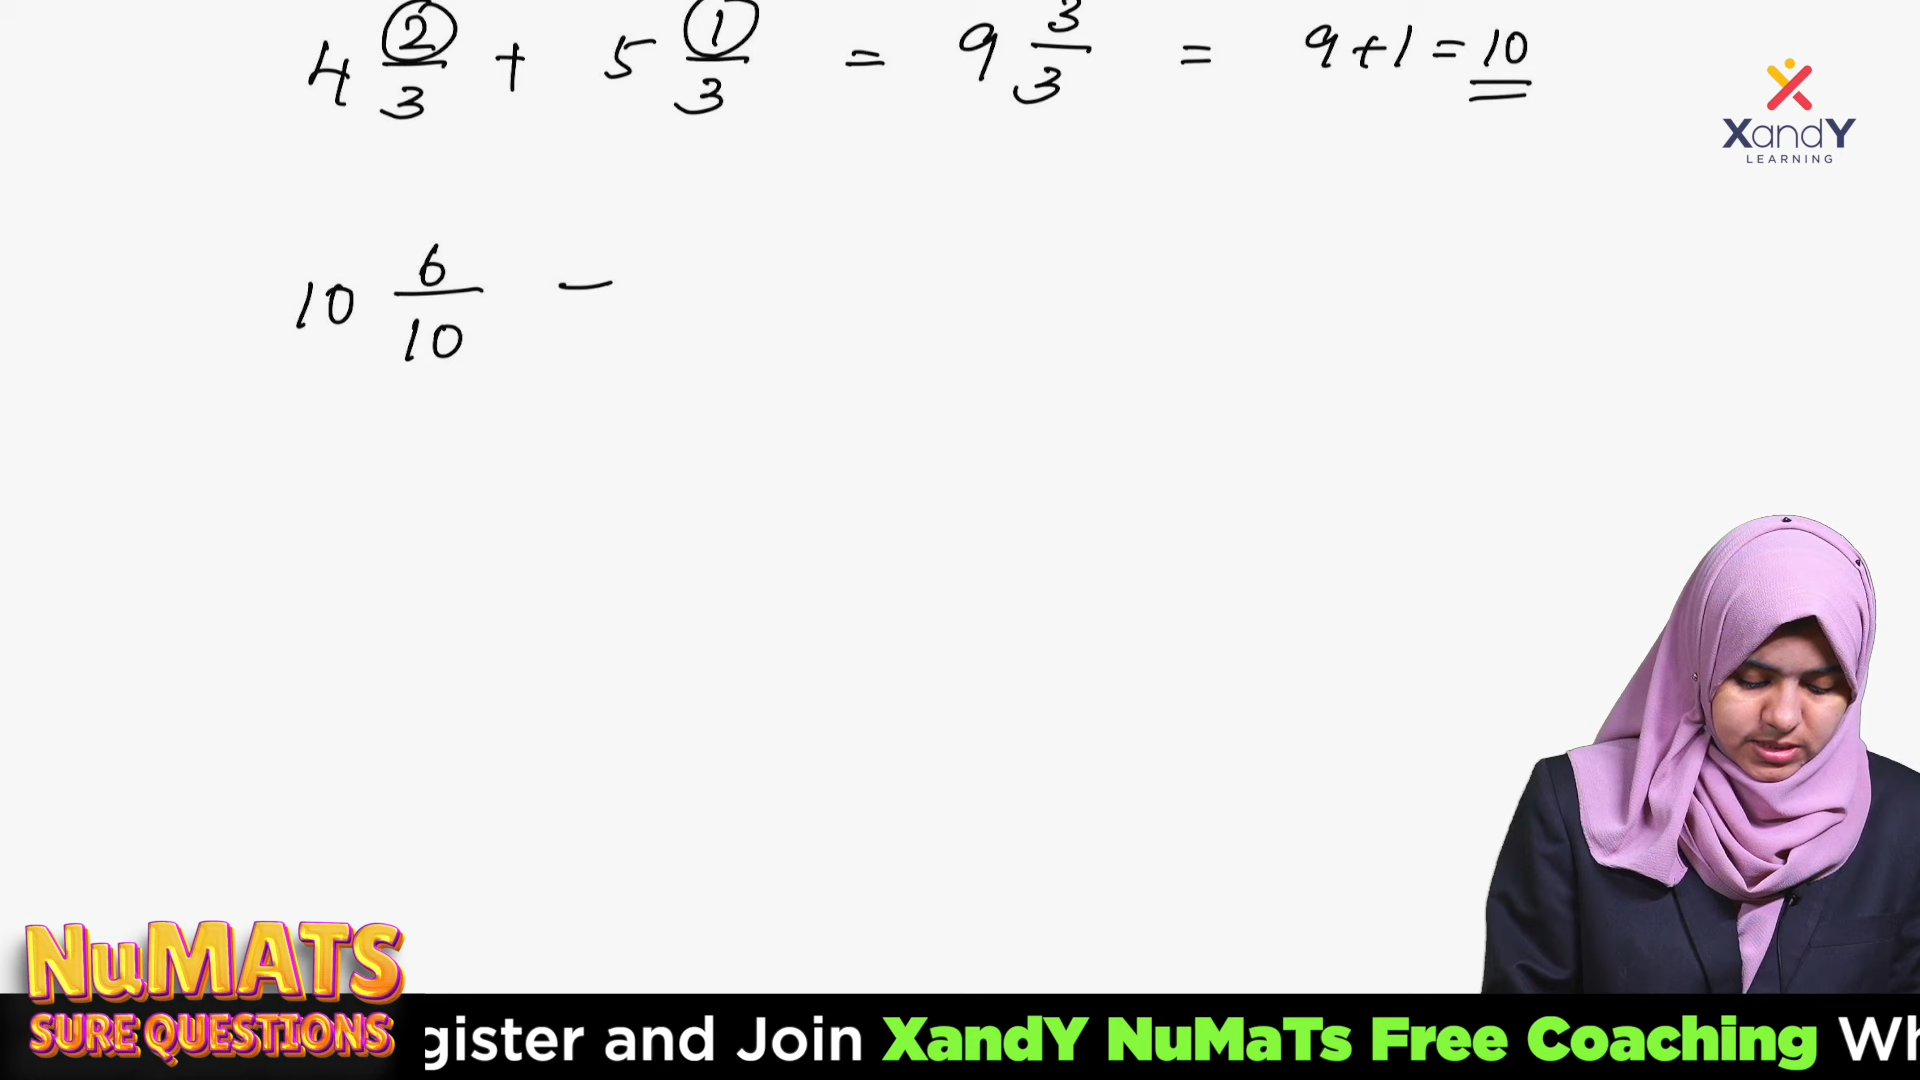 4 2/3 + 5 1/3 = 9 3/3 = 9 + 1 = 10
XandY
LEARNING
10 6/10 −
NuMATS
SURE QUESTIONS
gister and Join XandY NuMaTs Free Coaching Wh